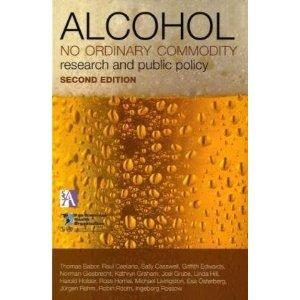 ALCOHOL
NO ORDINARY COMMODITY
research and public policy
SECOND EDITION
Thomas Babor, Raul Caetano, Sally Casswell, Griffith Edwards,
Norman Giesbrecht, Kathryn Graham, Joel Grube, Linda Hill,
Harold Holder, Ross Homel, Michael Livingston, Esa Österberg,
Jürgen Rehm, Robin Room, Ingeborg Rossow